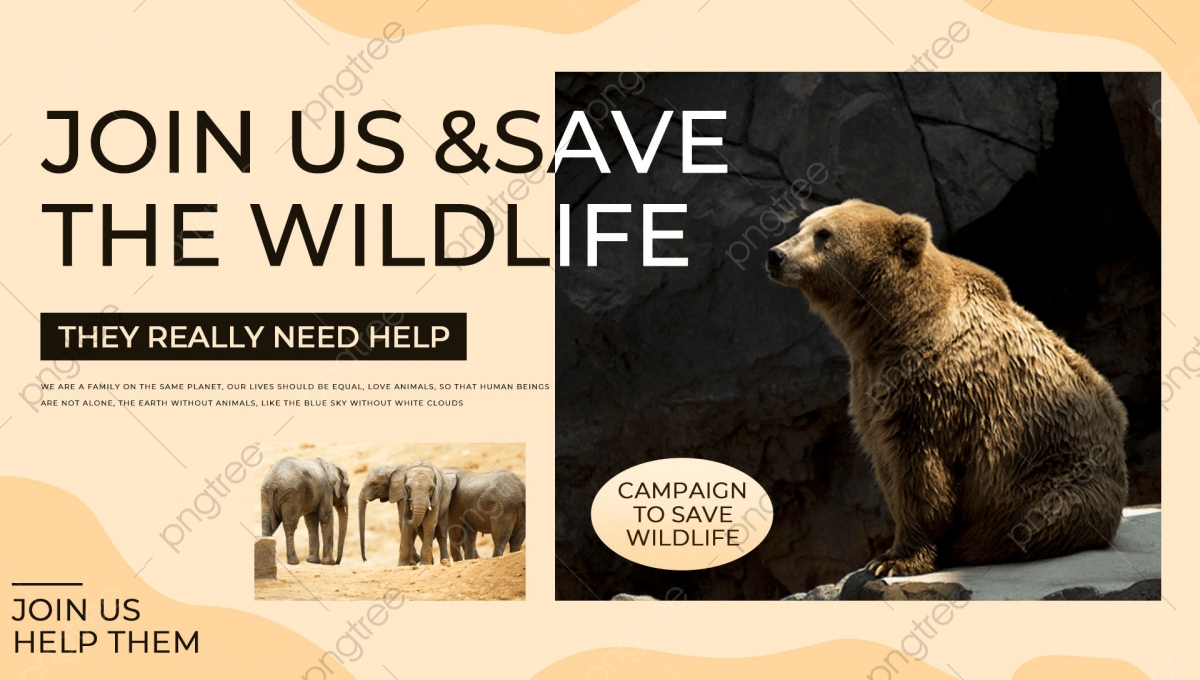 JOIN US &SAVE
THE WILDLIFE
THEY REALLY NEED HELP
WE ARE A FAMILY ON THE SAME PLANET, OUR LIVES SHOULD BE EQUAL, LOVE ANIMALS, SO THAT HUMAN BEINGS
ARE NOT ALONE, THE EARTH WITHOUT ANIMALS, LIKE THE BLUE SKY WITHOUT WHITE CLOUDS
CAMPAIGN
TO SAVE
WILDLIFE
JOIN US
HELP THEM
pngtree